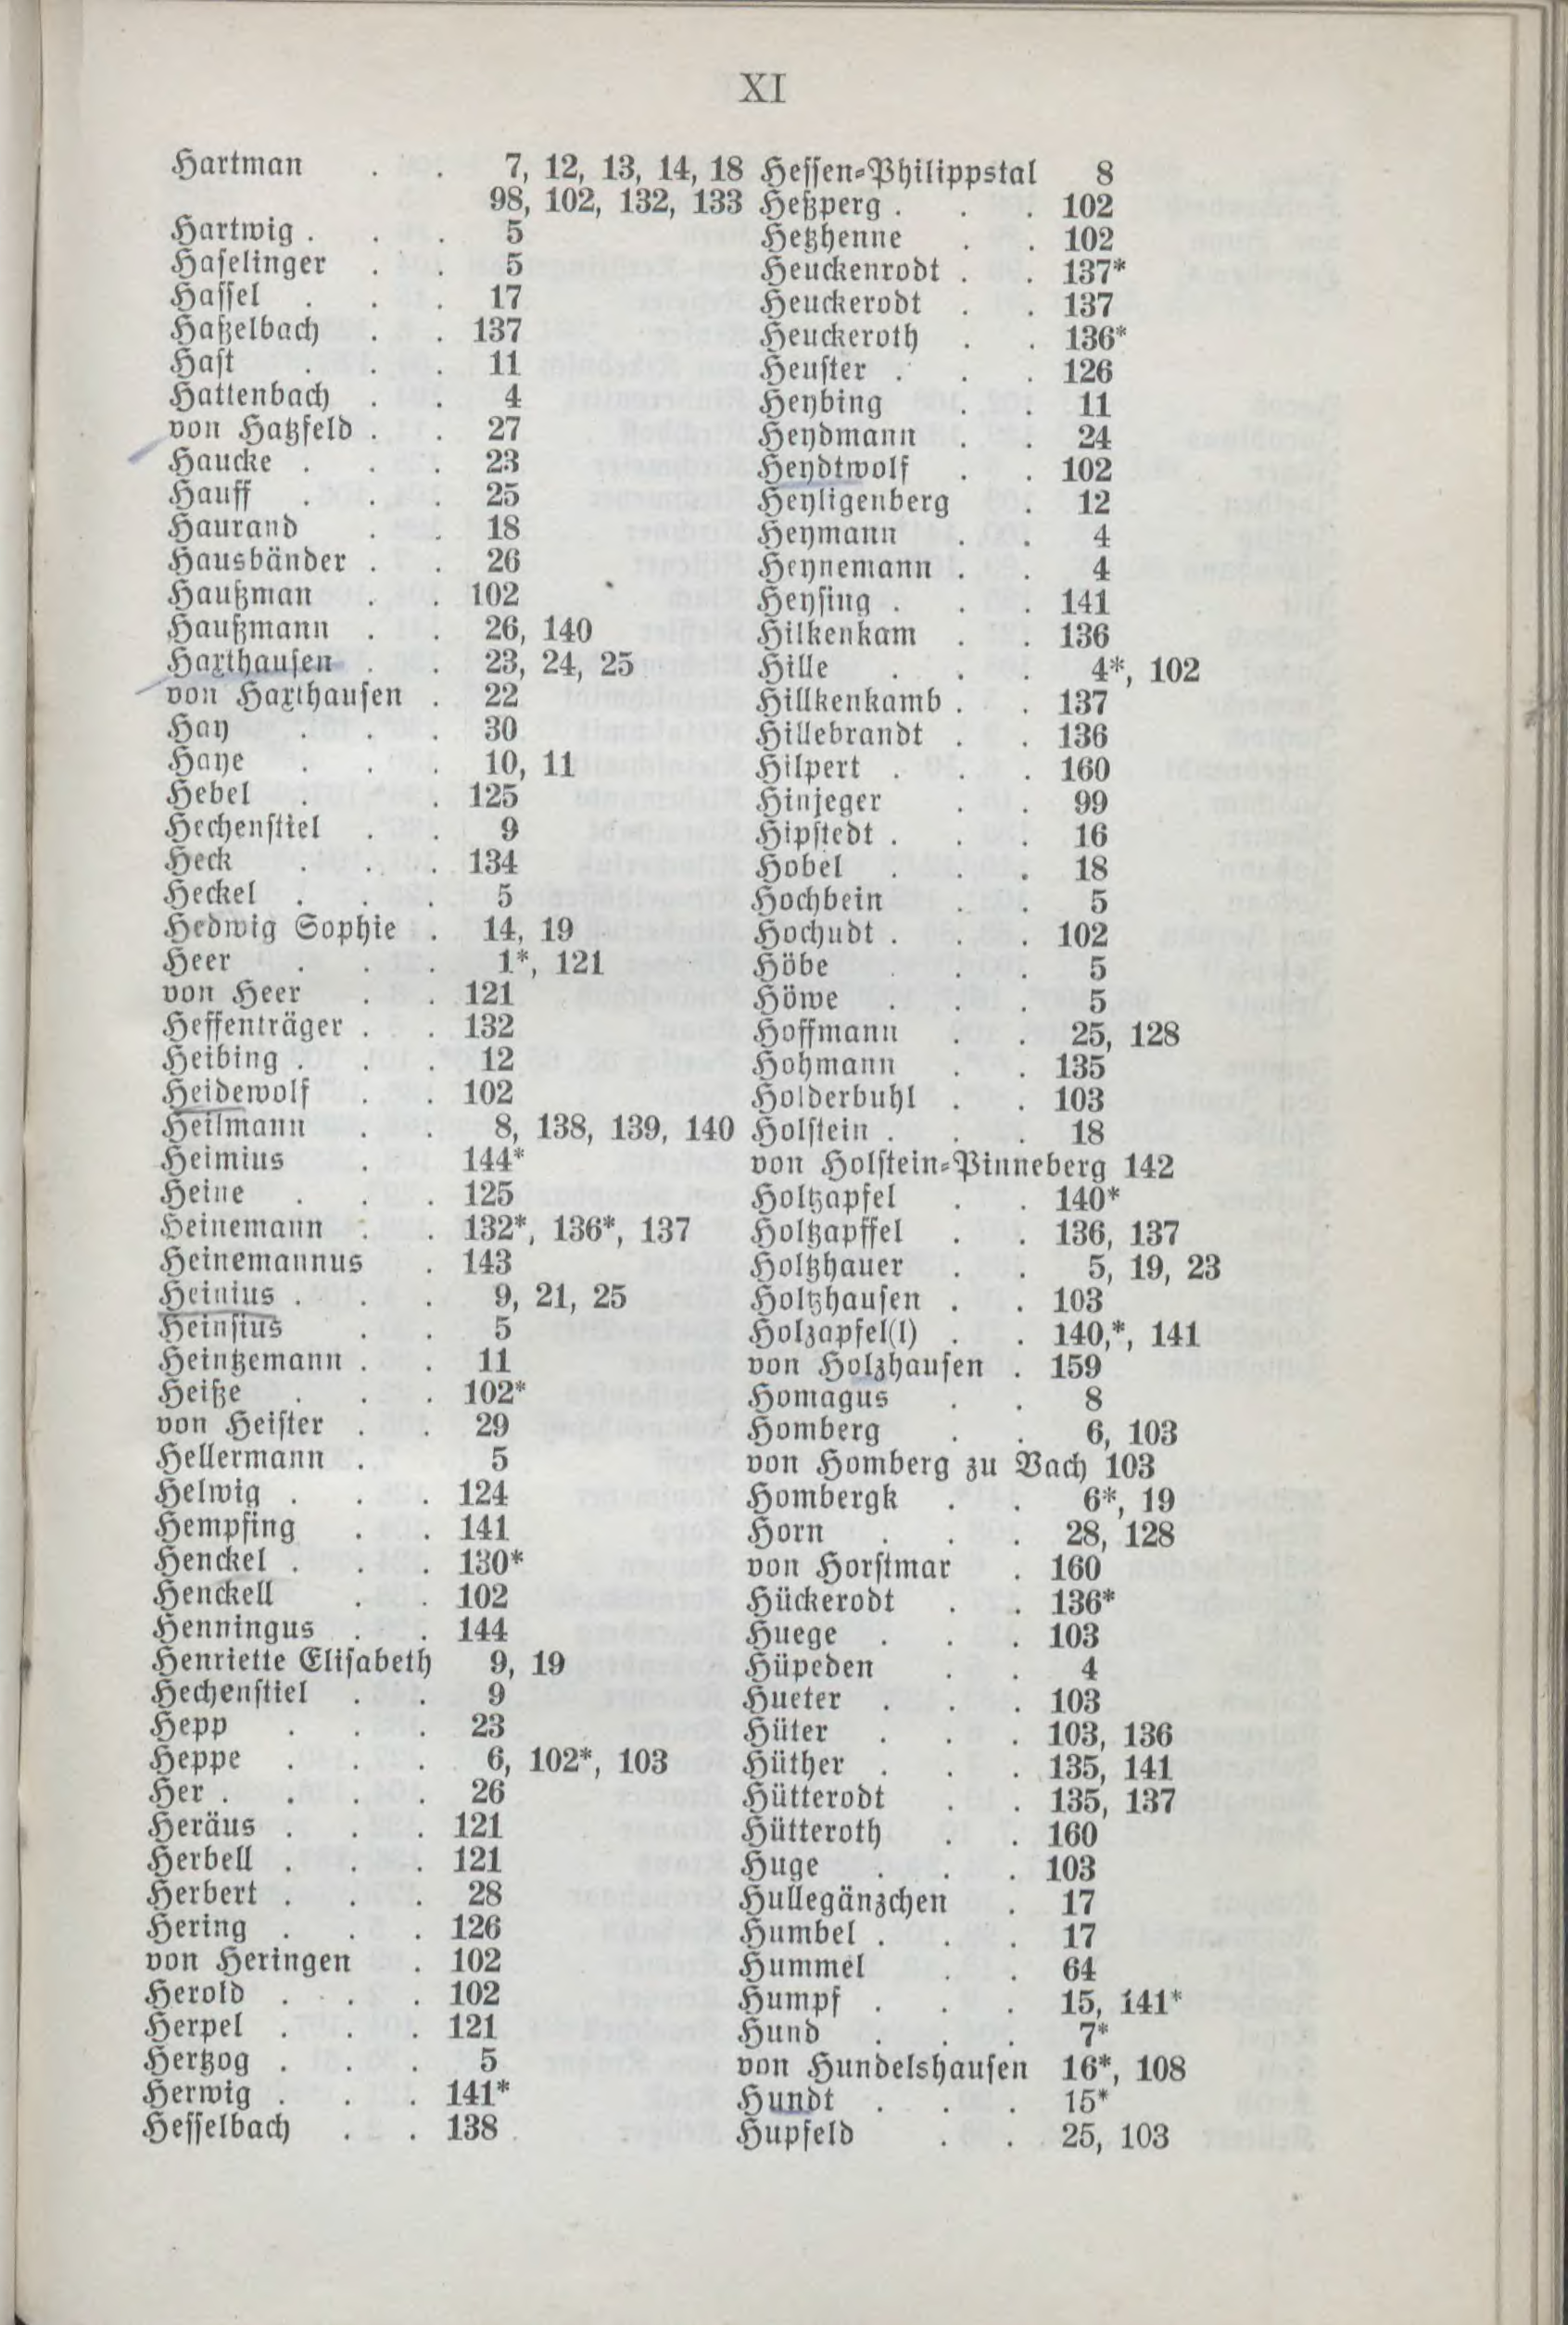 XI
Hartman . . 7, 12, 13, 14, 18
98, 102, 132, 133
Hartwig . . . 5
Haselinger . . 5
Hassel . . . 17
Haßelbach . . 137
Hast . . . 11
Hattenbach . . 4
von Hatzfeld . . 27
Haucke . . . 23
Hauff . . . 25
Haurand . . 18
Hausbänder . . 26
Haußman . . 102
Haußmann . . 26, 140
Harthausen . . 23, 24, 25
von Harthausen . 22
Hay . . . 30
Haye . . . 10, 11
Hebel . . . 125
Hechenstiel . . 9
Heck . . . 134
Heckel . . . 5
Hedwig Sophie . 14, 19
Heer . . . 1*, 121
von Heer . . 121
Heffenträger . . 132
Heibing . . . 12
Heidewolf . . 102
Heilmann . . 8, 138, 139, 140
Heimius . 144*
Heine . . . 125
Heinemann . . 132*, 136*, 137
Heinemannus . 143
Heinius . . . 9, 21, 25
Heinsius . . 5
Heintzemann . . 11
Heiße . . . 102*
von Heister . . 29
Hellermann . 5
Helwig . . . 124
Hempfing . . 141
Henckel . . . 130*
Henckell . . 102
Henningus . . 144
Henriette Elisabeth 9, 19
Hechenstiel . . 9
Hepp . . . 23
Heppe . . . 6, 102*, 103
Her . . . . 26
Heräus . . . 121
Herbell . . . 121
Herbert . . . 28
Hering . . . 126
von Heringen . 102
Herold . . . 102
Herpel . . . 121
Hertzog . . . 5
Herwig . . . 141*
Hesselbach . . 138
Hessen-Philippstal 8
Heßperg . . . 102
Hetzhenne . . 102
Heuckenrodt . . 137*
Heuckerodt . . 137
Heuckeroth . . 136*
Heuster . . . 126
Heybing . . 11
Heydmann . . 24
Heydtwolf . . 102
Heyligenberg . 12
Heymann . . 4
Heynemann . . 4
Heysing . . . 141
Hilkenkam . . 136
Hille . . . 4*, 102
Hillkenkamb . . 137
Hillebrandt . . 136
Hilpert . . . 160
Hinjeger . . 99
Hipstedt . . . 16
Hobel . . . 18
Hochbein . . 5
Hochudt . . . 102
Höbe . . . 5
Höwe . . . 5
Hoffmann . . 25, 128
Hohmann . . 135
Holderbuhl . . 103
Holstein . . . 18
von Holstein-Pinneberg 142
Holtzapfel . . 140*
Holtzapffel . . 136, 137
Holtzhauer . . 5, 19, 23
Holtzhausen . . 103
Holzapfel(l) . . 140,*, 141
von Holzhausen . 159
Homagus . . 8
Homberg . . 6, 103
von Homberg zu Vach 103
Hombergk . . 6*, 19
Horn . . . 28, 128
von Horstmar . 160
Hückerodt . . 136*
Huege . . . 103
Hüpeden . . 4
Hueter . . . 103
Hüter . . . 103, 136
Hüther . . . 135, 141
Hütterodt . . 135, 137
Hütteroth . . 160
Huge . . . 103
Hullegänzchen . 17
Humbel . . . 17
Hummel . . 64
Humpf . . . 15, 141*
Hund . . . 7*
von Hundelshausen 16*, 108
Hundt . . . 15*
Hupfeld . . 25, 103